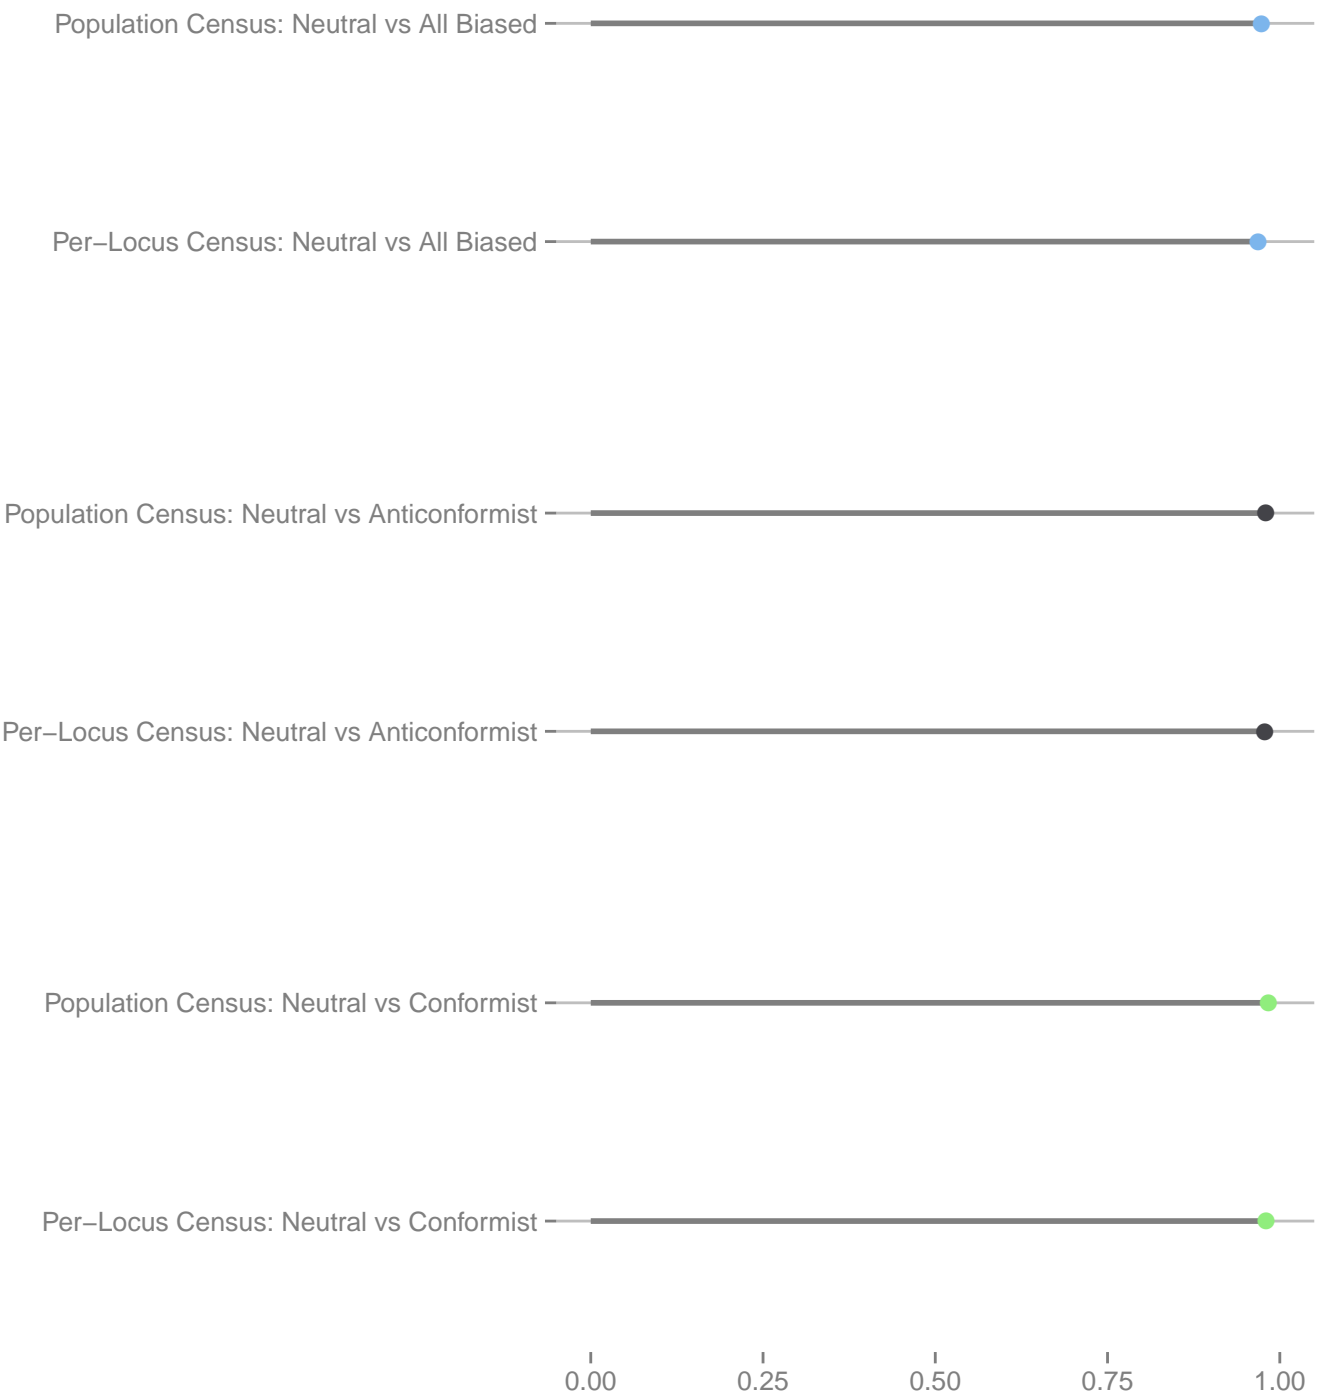 Population Census: Neutral vs All Biased
Per−Locus Census: Neutral vs All Biased
Population Census: Neutral vs Anticonformist
Per−Locus Census: Neutral vs Anticonformist
Population Census: Neutral vs Conformist
Per−Locus Census: Neutral vs Conformist
0.00 0.25 0.50 0.75 1.00